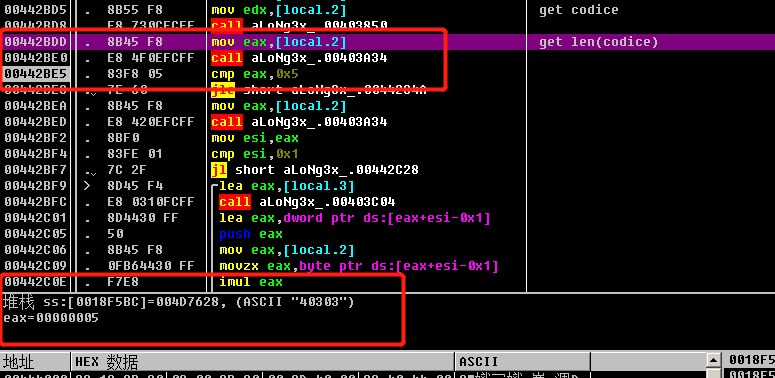 00442BD5 . 8B55 F8 mov edx,[local.2] get codice
00442BD8 . E8 730CFCFF call aLoNg3x_.00403850
00442BDD . 8B45 F8 mov eax,[local.2] get len(codice)
00442BE0 . E8 4F0EFCFF call aLoNg3x_.00403A34
00442BE5 . 83F8 05 cmp eax,0x5
short aLoNg3x_.
00442BEA . 8B45 F8 mov eax,[local.2]
00442BED . E8 420EFCFF call aLoNg3x_.00403A34
00442BF2 . 8BF0 mov esi,eax
00442BF4 . 83FE 01 cmp esi,0x1
00442BF7 . 7C 2F jl short aLoNg3x_.00442C28
00442BF9 > 8D45 F4 lea eax,[local.3]
00442BFC . E8 0310FCFF call aLoNg3x_.00403C04
00442C01 . 8D4430 FF lea eax,dword ptr ds:[eax+esi-0x1]
00442C05 . 50 push eax
00442C06 . 8B45 F8 mov eax,[local.2]
00442C09 . 0FB64430 FF movzx eax,byte ptr ds:[eax+esi-0x1]
00442C0E . F7E8 imul eax
堆栈 ss:[0018F5BC]=004D7628, (ASCII "40303")
eax=00000005
地址 HEX 数据 ASCII 0018F5